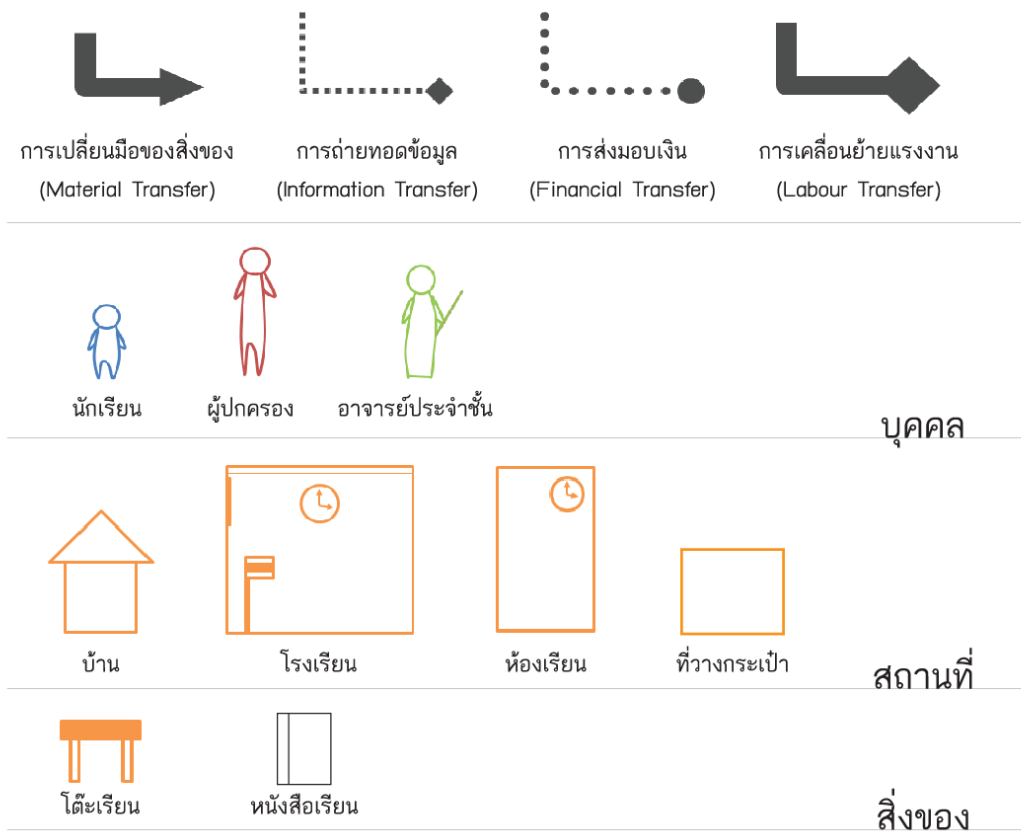 การเปลี่ยนมือของสิ่งของ
(Material Transfer)
การถ่ายทอดข้อมูล
(Information Transfer)
การส่งมอบเงิน
(Financial Transfer)
การเคลื่อนย้ายแรงงาน
(Labour Transfer)
นักเรียน
ผู้ปกครอง
อาจารย์ประจำชั้น
บุคคล
บ้าน
โรงเรียน
ห้องเรียน
ที่วางกระเป๋า
สถานที่
โต๊ะเรียน
หนังสือเรียน
สิ่งของ